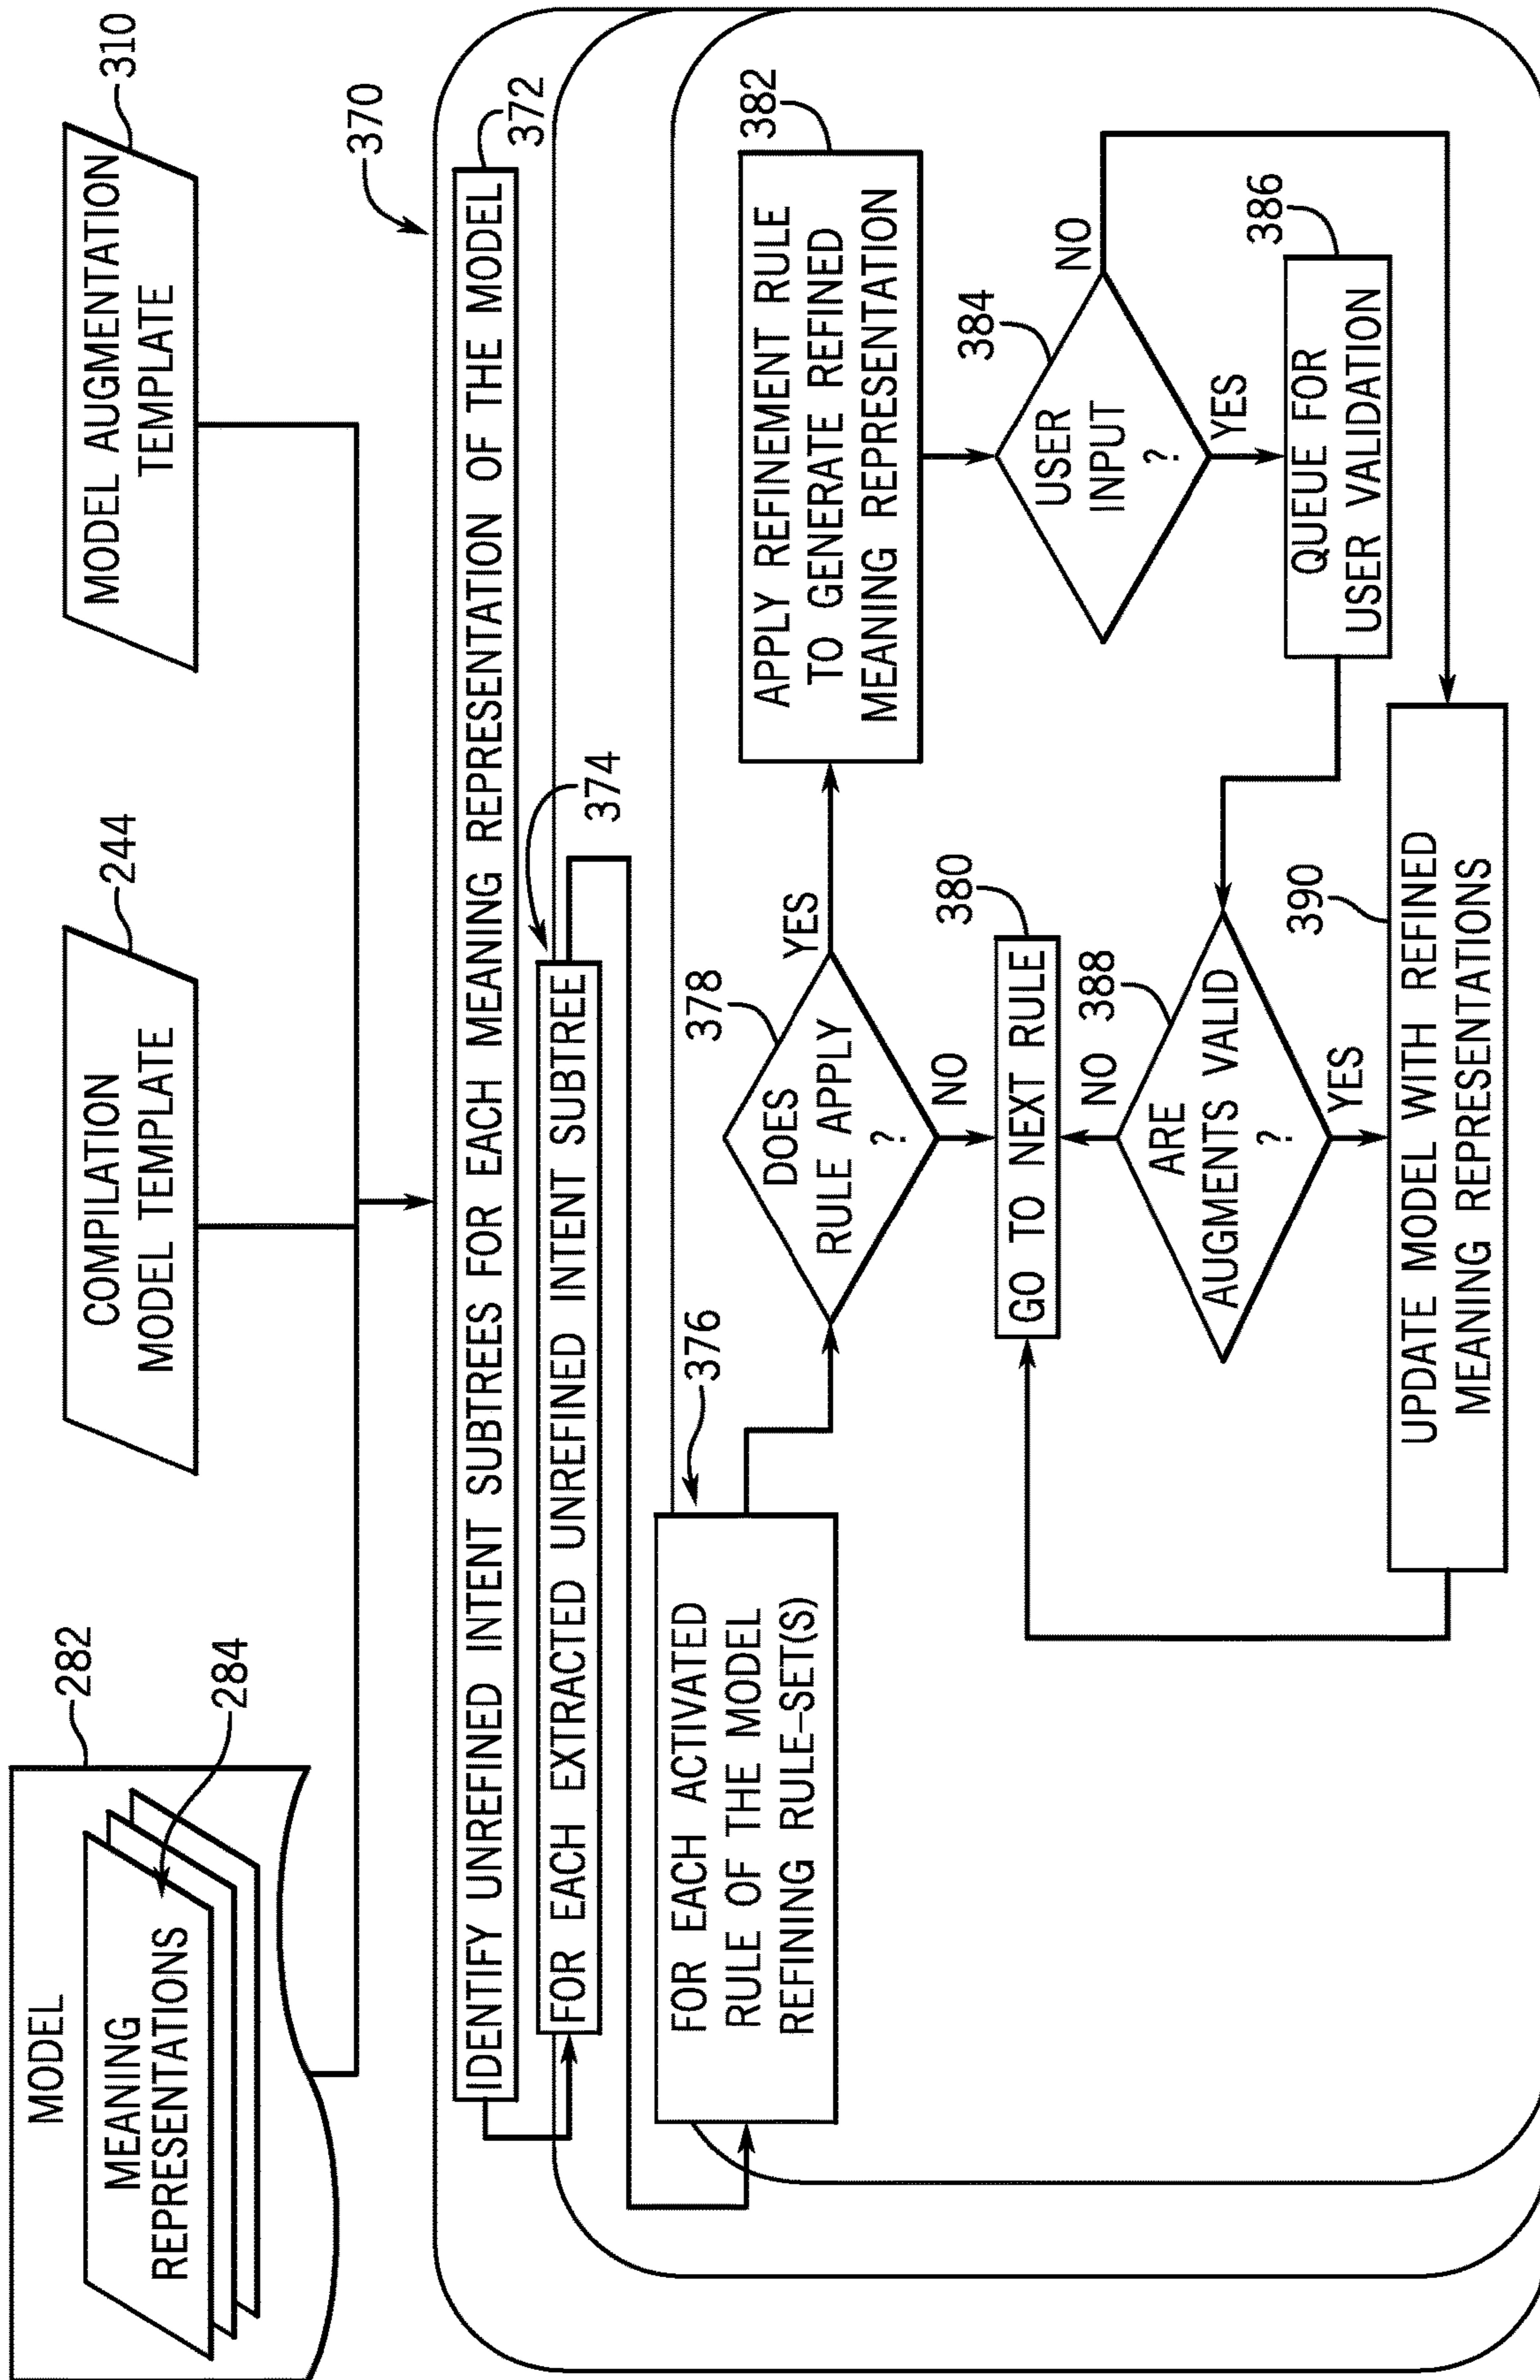 MODEL
282
MEANING
REPRESENTATIONS
284
COMPILATION
MODEL TEMPLATE
244
MODEL AUGMENTATION
TEMPLATE
310
370
IDENTIFY UNREFINED INTENT SUBTREES FOR EACH MEANING REPRESENTATION OF THE MODEL
372
FOR EACH EXTRACTED UNREFINED INTENT SUBTREE
374
FOR EACH ACTIVATED
RULE OF THE MODEL
REFINING RULE-SET(S)
376
DOES
RULE APPLY
?
378
YES
NO
APPLY REFINEMENT RULE
TO GENERATE REFINED
MEANING REPRESENTATION
382
GO TO NEXT RULE
380
USER
INPUT
?
384
NO
YES
QUEUE FOR
USER VALIDATION
386
ARE
AUGMENTS VALID
?
388
NO
YES
UPDATE MODEL WITH REFINED
MEANING REPRESENTATIONS
390